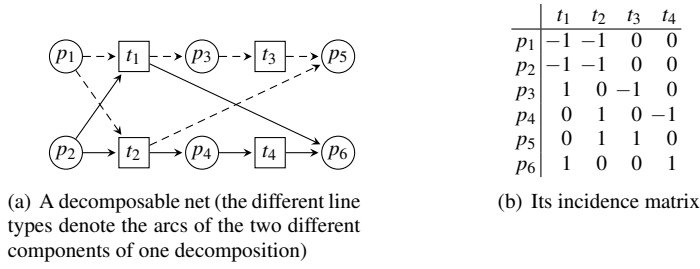 p1 t1 p3 t3 p5
p2 t2 p4 t4 p6
(a) A decomposable net (the different line
types denote the arcs of the two different
components of one decomposition)
t1 t2 t3 t4
p1 −1 −1 0 0
p2 −1 −1 0 0
p3 1 0 −1 0
p4 0 1 0 −1
p5 0 1 1 0
p6 1 0 0 1
(b) Its incidence matrix